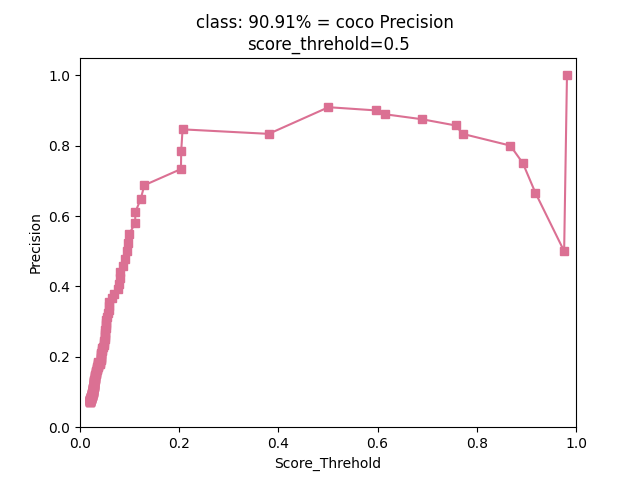 class: 90.91% = coco Precision
score_threhold=0.5
1.0
0.8
0.6
0.4
0.2
0.0
Precision
0.0 0.2 0.4 0.6 0.8 1.0
Score_Threhold